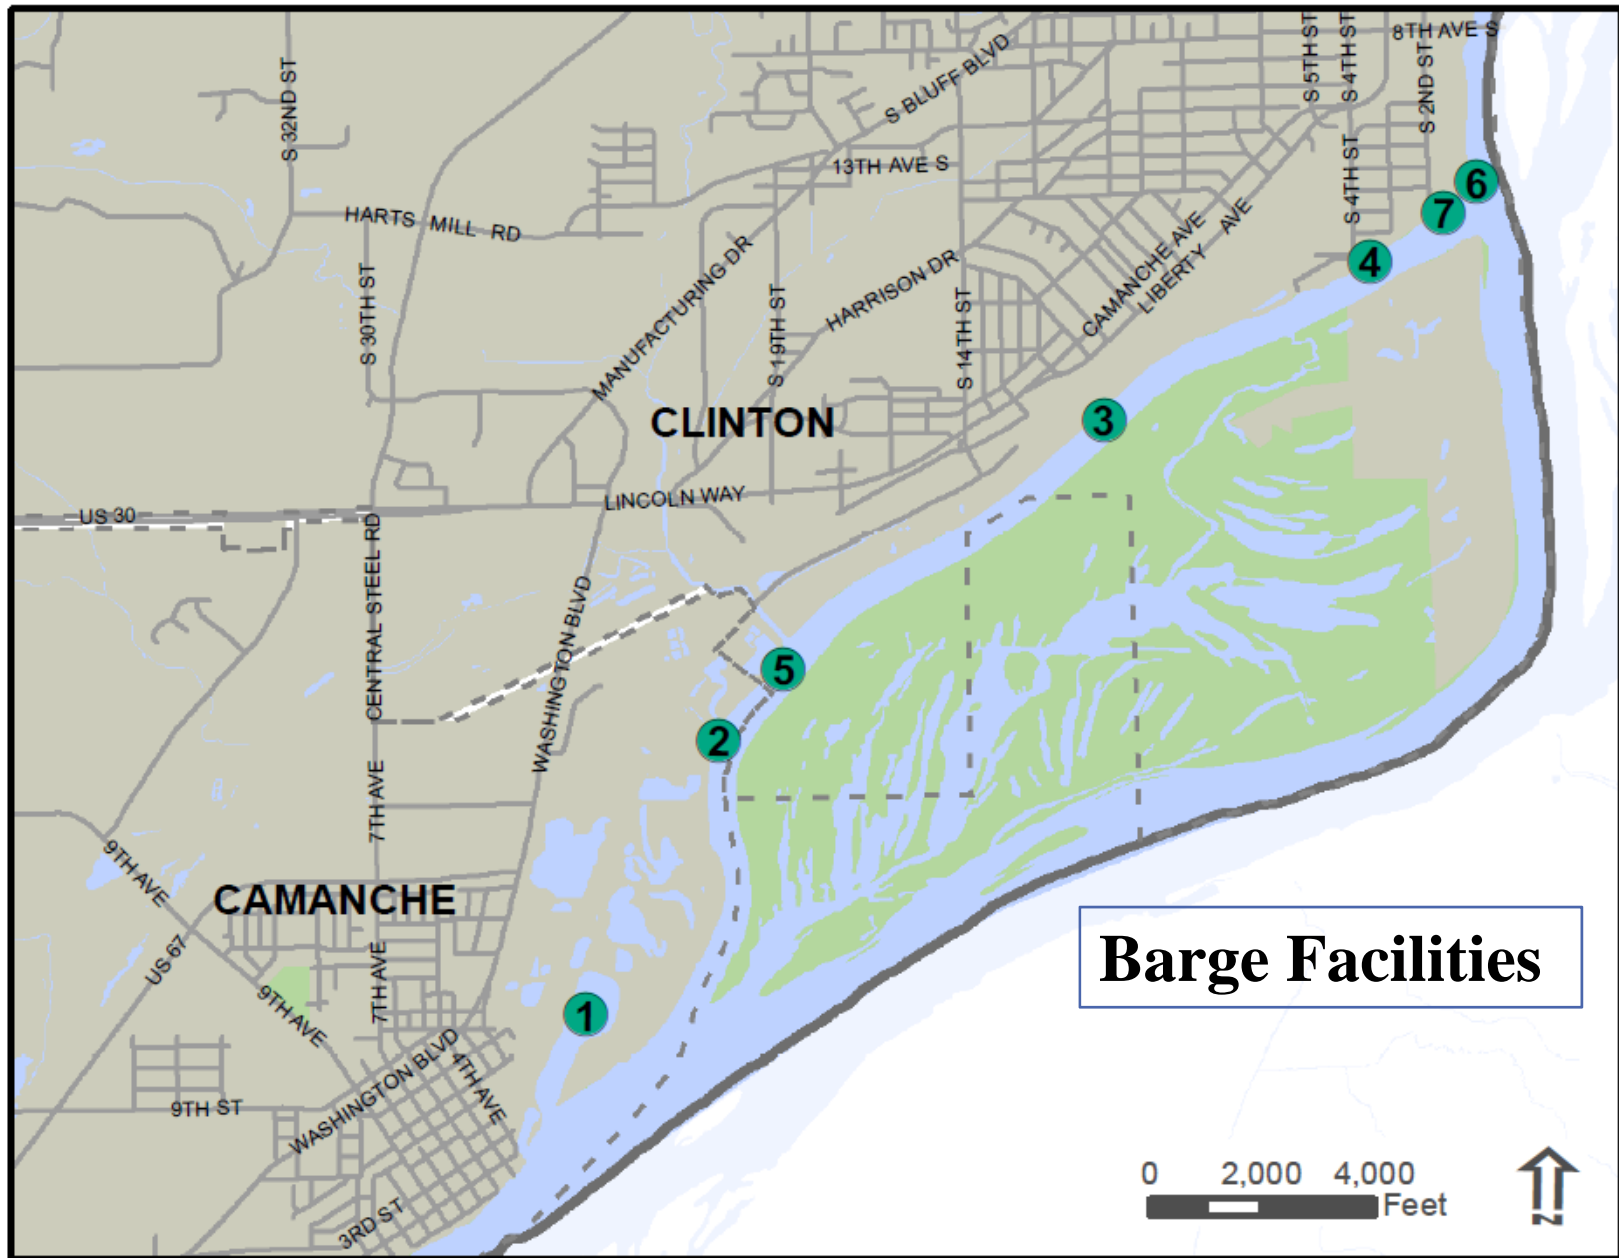 8TH AVE S
S 5TH ST
S 4TH ST
S 2ND ST
S BLUFF BLVD
S 32ND ST
13TH AVE S
S 4TH ST
6
7
HARTS MILL RD
4
CAMANCHE AVE
LIBERTY AVE
MANUFACTURING DR
HARRISON DR
S 30TH ST
S 19TH ST
S 14TH ST
CLINTON
3
LINCOLN WAY
US 30
CENTRAL STEEL RD
WASHINGTON BLVD
5
2
7TH AVE
9TH AVE
CAMANCHE
US 67
7TH AVE
9TH AVE
Barge Facilities
1
WASHINGTON BLVD
4TH AVE
9TH ST
3RD ST
0 2,000 4,000
Feet
N